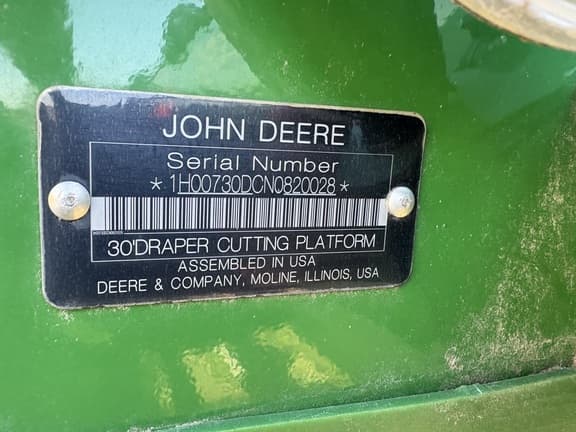 JOHN DEERE
Serial Number
*1H00730DCN0820028*
30'DRAPER CUTTING PLATFORM
ASSEMBLED IN USA
DEERE & COMPANY, MOLINE, ILLINOIS, USA